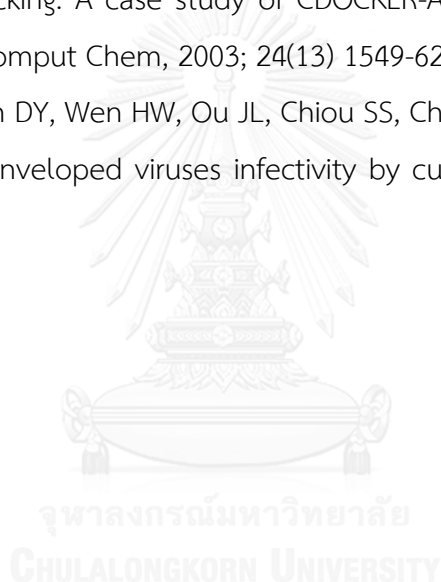 cking: A case study of CDOCKER-A
omput Chem, 2003; 24(13) 1549-62
n DY, Wen HW, Ou JL, Chiou SS, Ch
enveloped viruses infectivity by cu
จุฬาลงกรณ์มหาวิทยาลัย
CHULALONGKORN UNIVERSITY